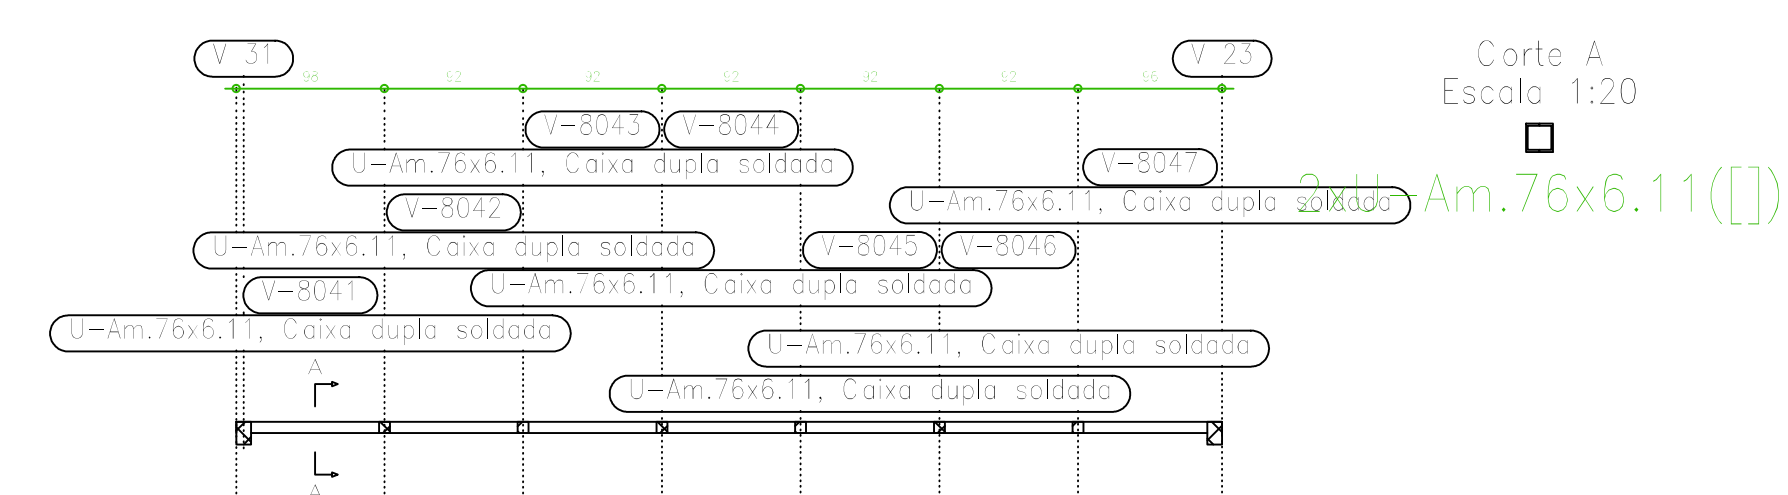 V 31
V 23
Corte A
Escala 1:20
98 92 92 92 92 92 96
V-8043
V-8044
U-Am.76x6.11, Caixa dupla soldada
V-8047
2xU-Am.76x6.11([])
U-Am.76x6.11, Caixa dupla soldada
V-8042
U-Am.76x6.11, Caixa dupla soldada
V-8045
V-8046
U-Am.76x6.11, Caixa dupla soldada
V-8041
U-Am.76x6.11, Caixa dupla soldada
U-Am.76x6.11, Caixa dupla soldada
A
U-Am.76x6.11, Caixa dupla soldada
A